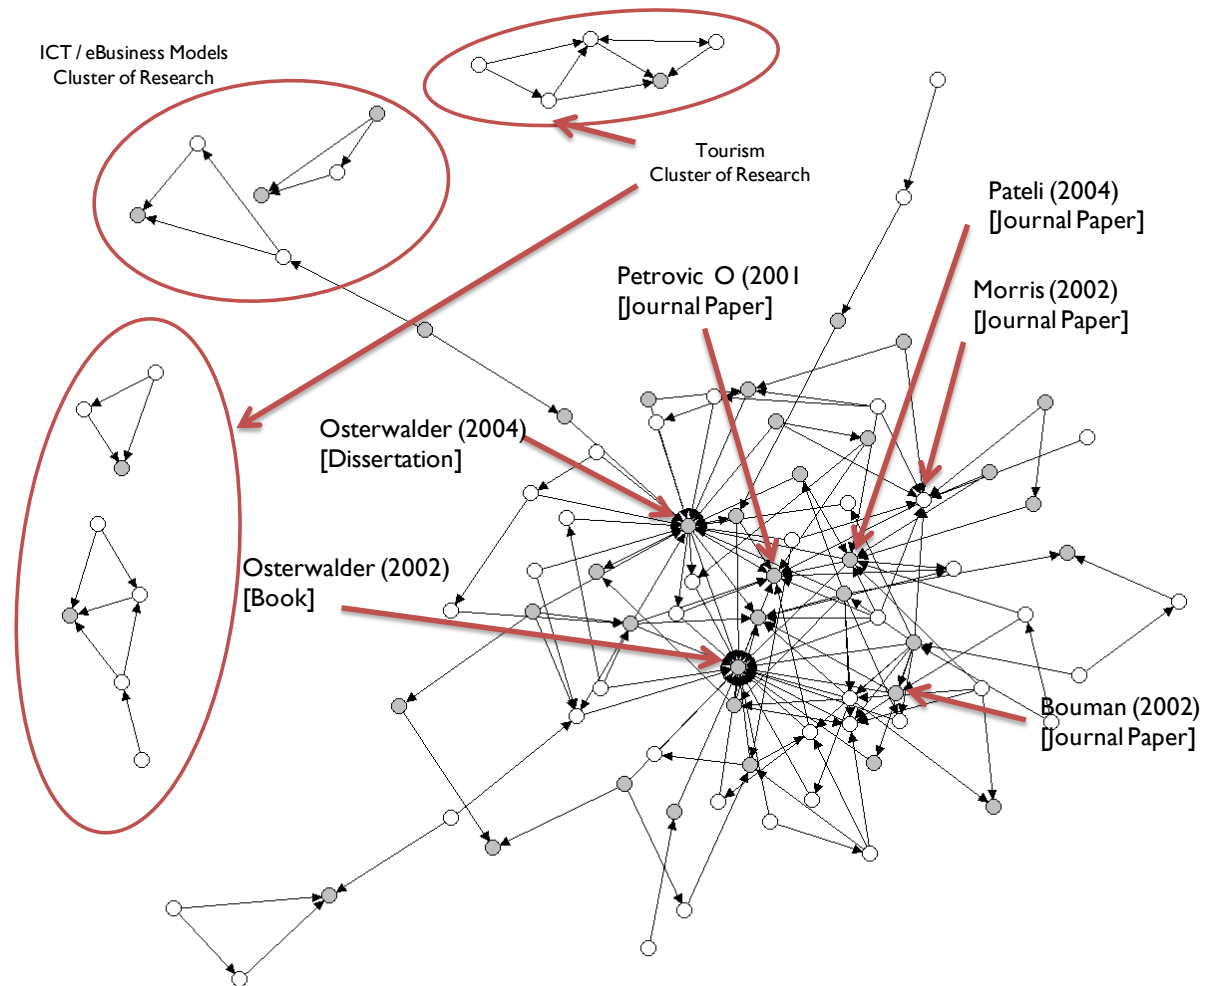 ICT / eBusiness Models
Cluster of Research
Tourism
Cluster of Research
Pateli (2004)
[Journal Paper]
Petrovic O (2001
[Journal Paper]
Morris (2002)
[Journal Paper]
Osterwalder (2004)
[Dissertation]
Osterwalder (2002)
[Book]
Bouman (2002)
[Journal Paper]